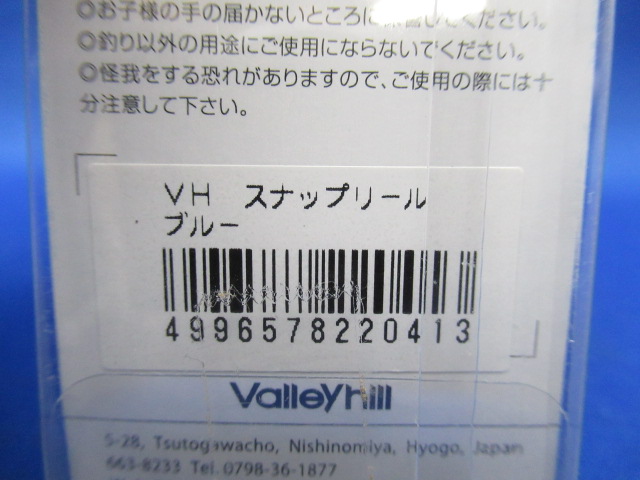 ◎お子様の手の届かないところに保管してください。
◎釣り以外の用途にご使用にならないでください。
◎怪我をする恐れがありますので、ご使用の際には十
分注意して下さい。
VH スナップリール
ブルー
4996578220413
Valleyhill
5-28, Tsutogawacho, Nishinomiya, Hyogo, Japan
663-8233 Tel.0798-36-1877